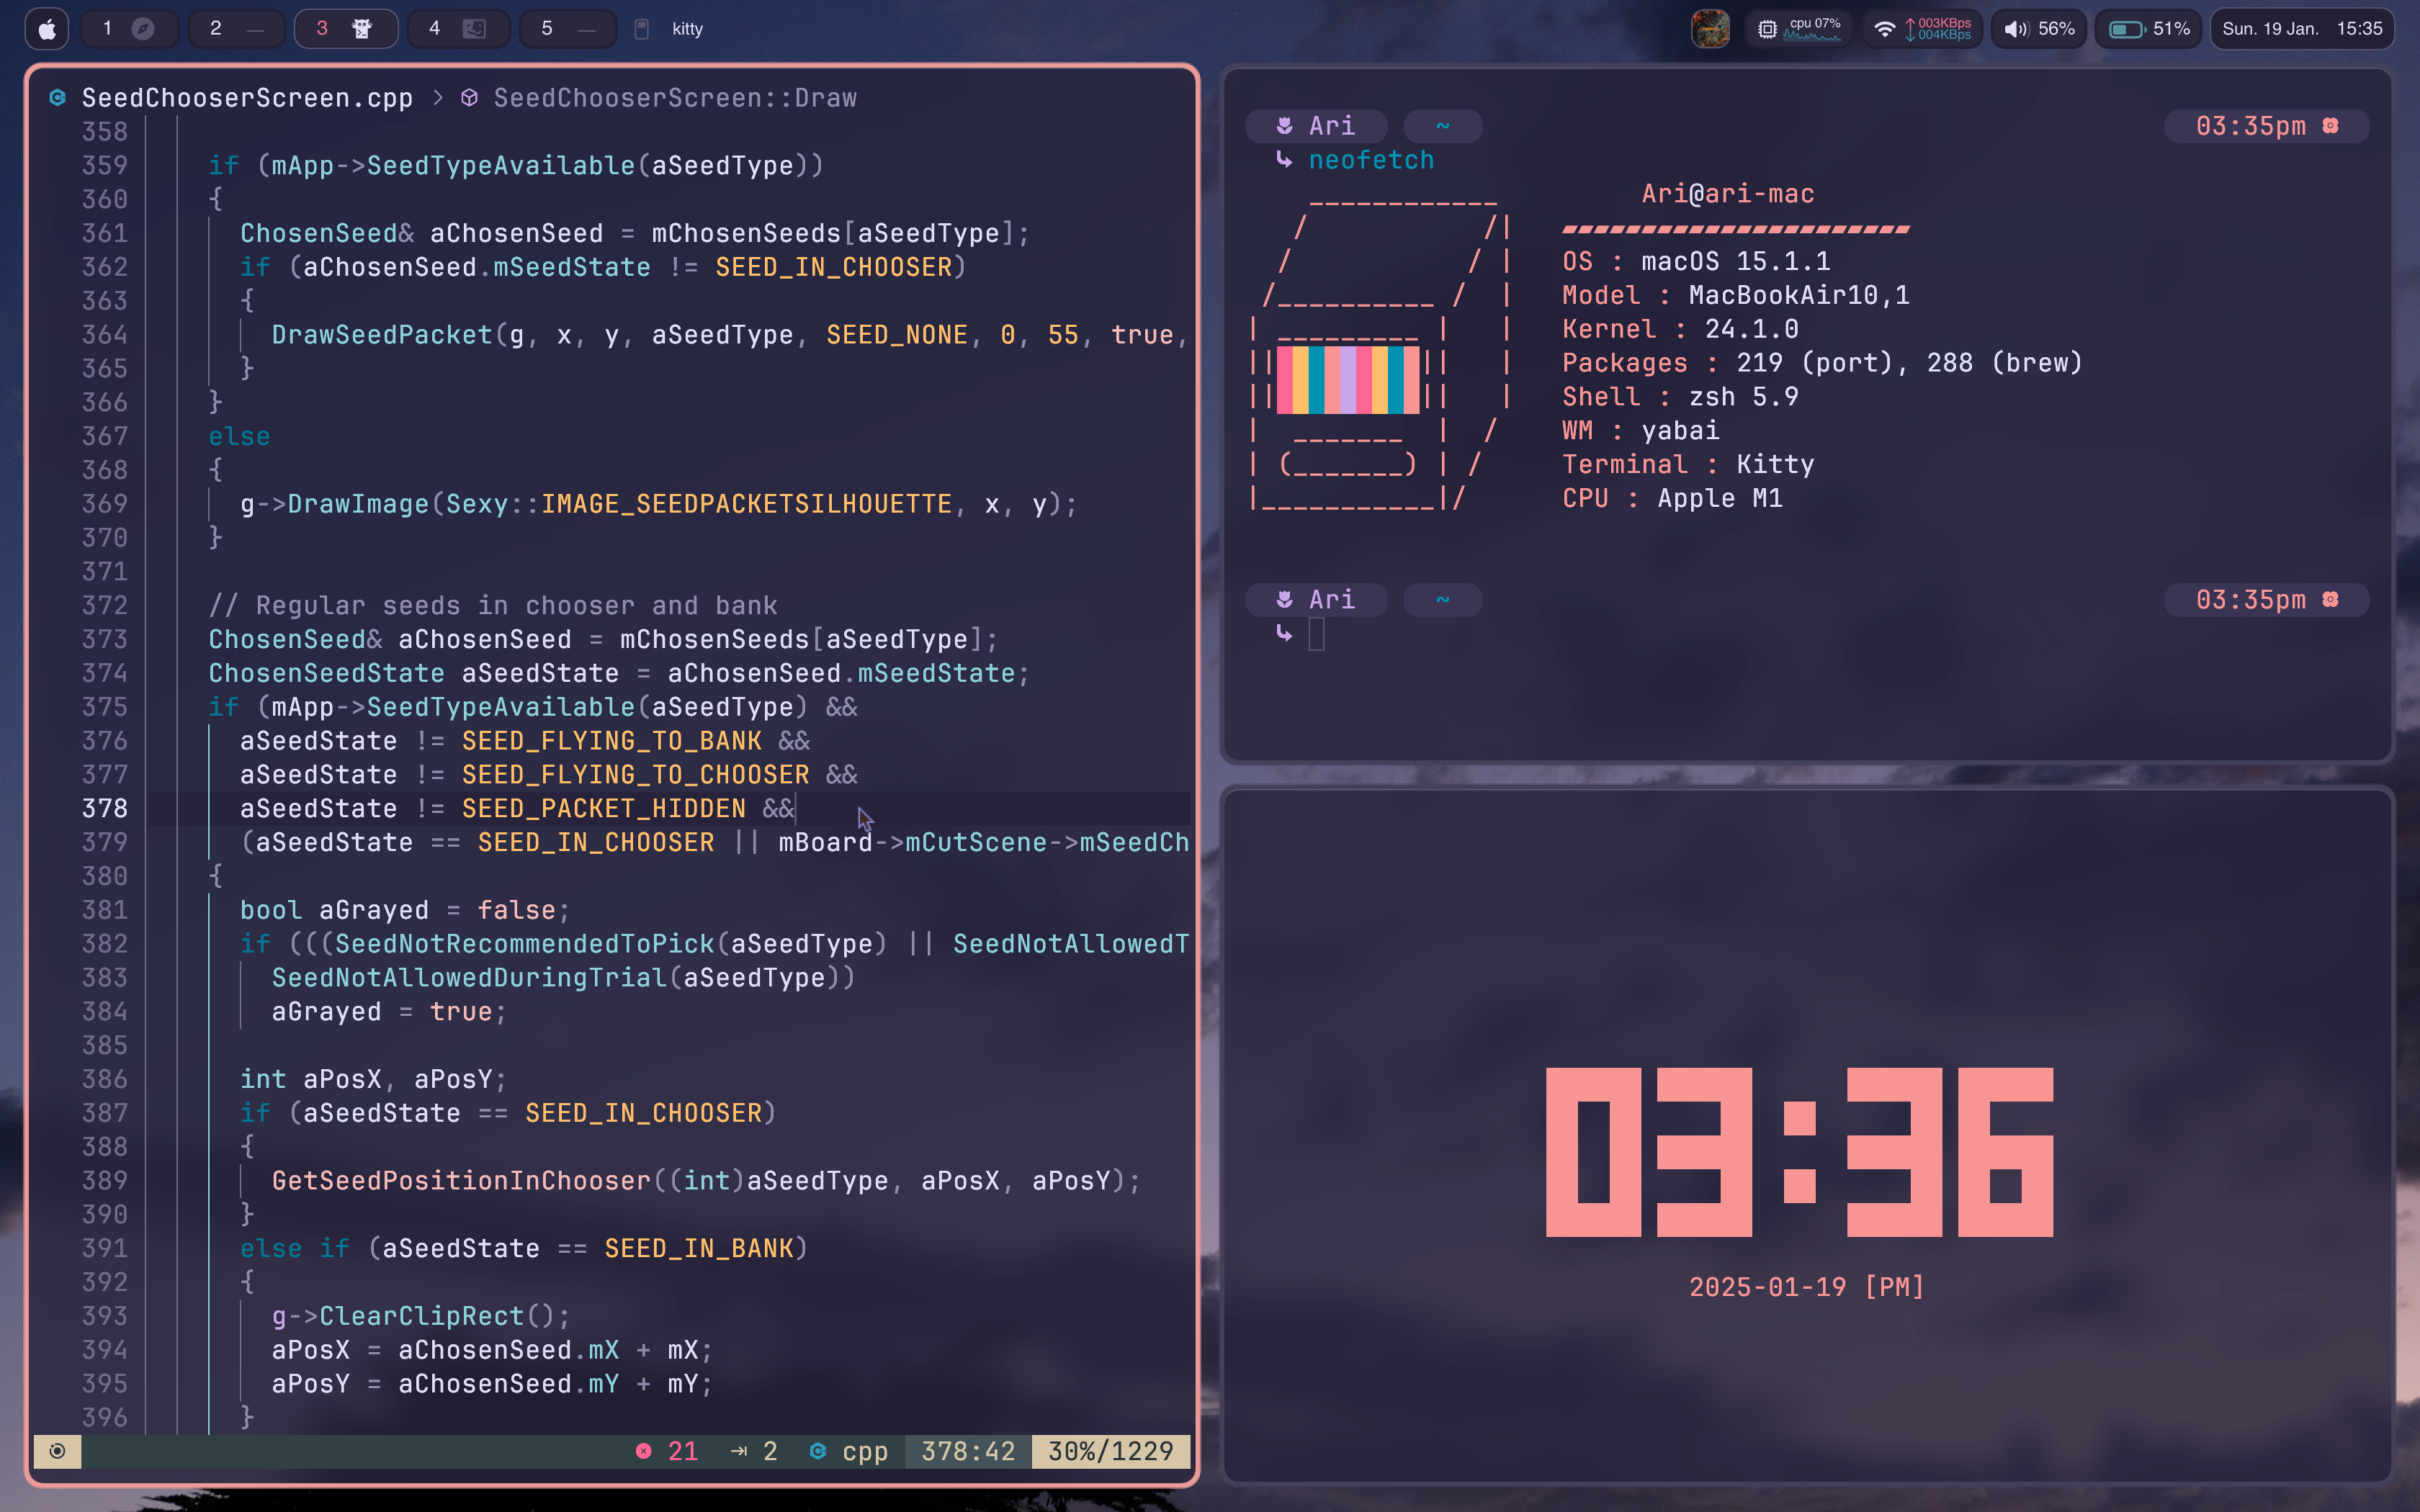 1 2 — 3 4 5 — kitty cpu 07% 003KBps 004KBps 56% 51% Sun. 19 Jan. 15:35
SeedChooserScreen.cpp > SeedChooserScreen::Draw
358
359 if (mApp->SeedTypeAvailable(aSeedType))
360 {
361 ChosenSeed& aChosenSeed = mChosenSeeds[aSeedType];
362 if (aChosenSeed.mSeedState != SEED_IN_CHOOSER)
363 {
364 DrawSeedPacket(g, x, y, aSeedType, SEED_NONE, 0, 55, true,
365 }
366 }
367 else
368 {
369 g->DrawImage(Sexy::IMAGE_SEEDPACKETSILHOUETTE, x, y);
370 }
371
372 // Regular seeds in chooser and bank
373 ChosenSeed& aChosenSeed = mChosenSeeds[aSeedType];
374 ChosenSeedState aSeedState = aChosenSeed.mSeedState;
375 if (mApp->SeedTypeAvailable(aSeedType) &&
376 aSeedState != SEED_FLYING_TO_BANK &&
377 aSeedState != SEED_FLYING_TO_CHOOSER &&
378 aSeedState != SEED_PACKET_HIDDEN &&
379 (aSeedState == SEED_IN_CHOOSER || mBoard->mCutScene->mSeedCh
380 {
381 bool aGrayed = false;
382 if (((SeedNotRecommendedToPick(aSeedType) || SeedNotAllowedT
383 SeedNotAllowedDuringTrial(aSeedType))
384 aGrayed = true;
385
386 int aPosX, aPosY;
387 if (aSeedState == SEED_IN_CHOOSER)
388 {
389 GetSeedPositionInChooser((int)aSeedType, aPosX, aPosY);
390 }
391 else if (aSeedState == SEED_IN_BANK)
392 {
393 g->ClearClipRect();
394 aPosX = aChosenSeed.mX + mX;
395 aPosY = aChosenSeed.mY + mY;
396 }
21 2 cpp 378:42 30%/1229
Ari ~ 03:35pm
neofetch
Ari@ari-mac
OS : macOS 15.1.1
Model : MacBookAir10,1
Kernel : 24.1.0
Packages : 219 (port), 288 (brew)
Shell : zsh 5.9
WM : yabai
Terminal : Kitty
CPU : Apple M1
Ari ~ 03:35pm
03:36
2025-01-19 [PM]